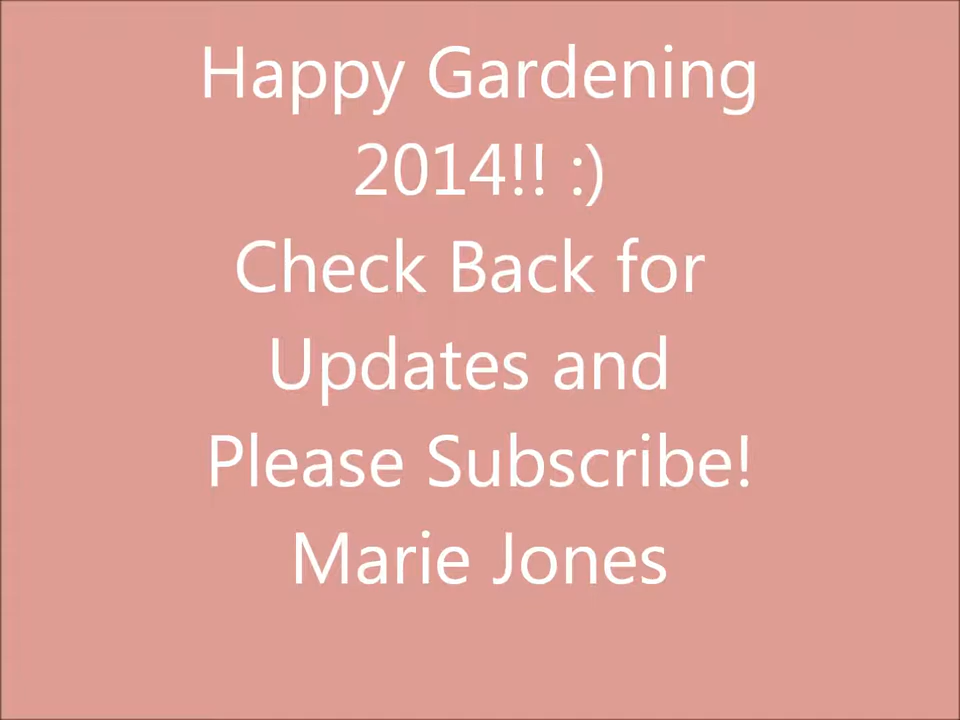 Happy Gardening
2014!! :)
Check Back for
Updates and
Please Subscribe!
Marie Jones